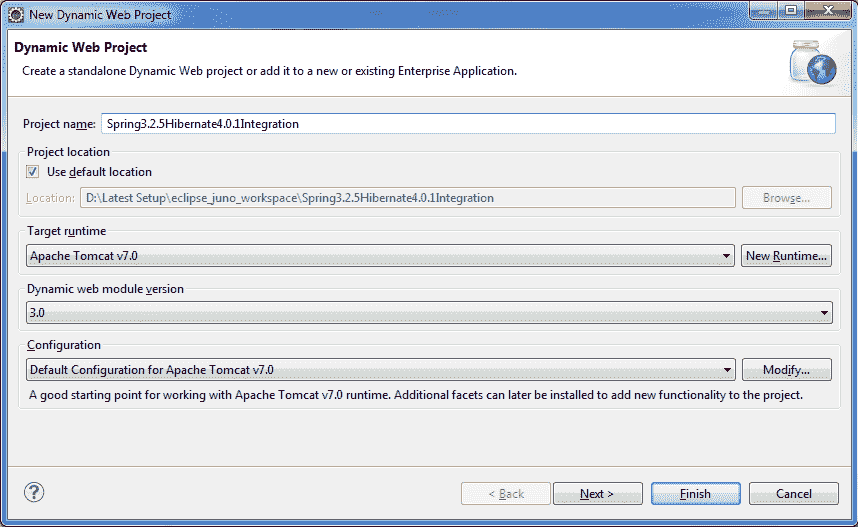 New Dynamic Web Project
Dynamic Web Project
Create a standalone Dynamic Web project or add it to a new or existing Enterprise Application.
Project name: Spring3.2.5Hibernate4.0.1Integration
Project location
Use default location
Location: D:\Latest Setup\eclipse_juno_workspace\Spring3.2.5Hibernate4.0.1Integration Browse...
Target runtime
Apache Tomcat v7.0 New Runtime...
Dynamic web module version
3.0
Configuration
Default Configuration for Apache Tomcat v7.0 Modify...
A good starting point for working with Apache Tomcat v7.0 runtime. Additional facets can later be installed to add new functionality to the project.
? < Back Next > Finish Cancel